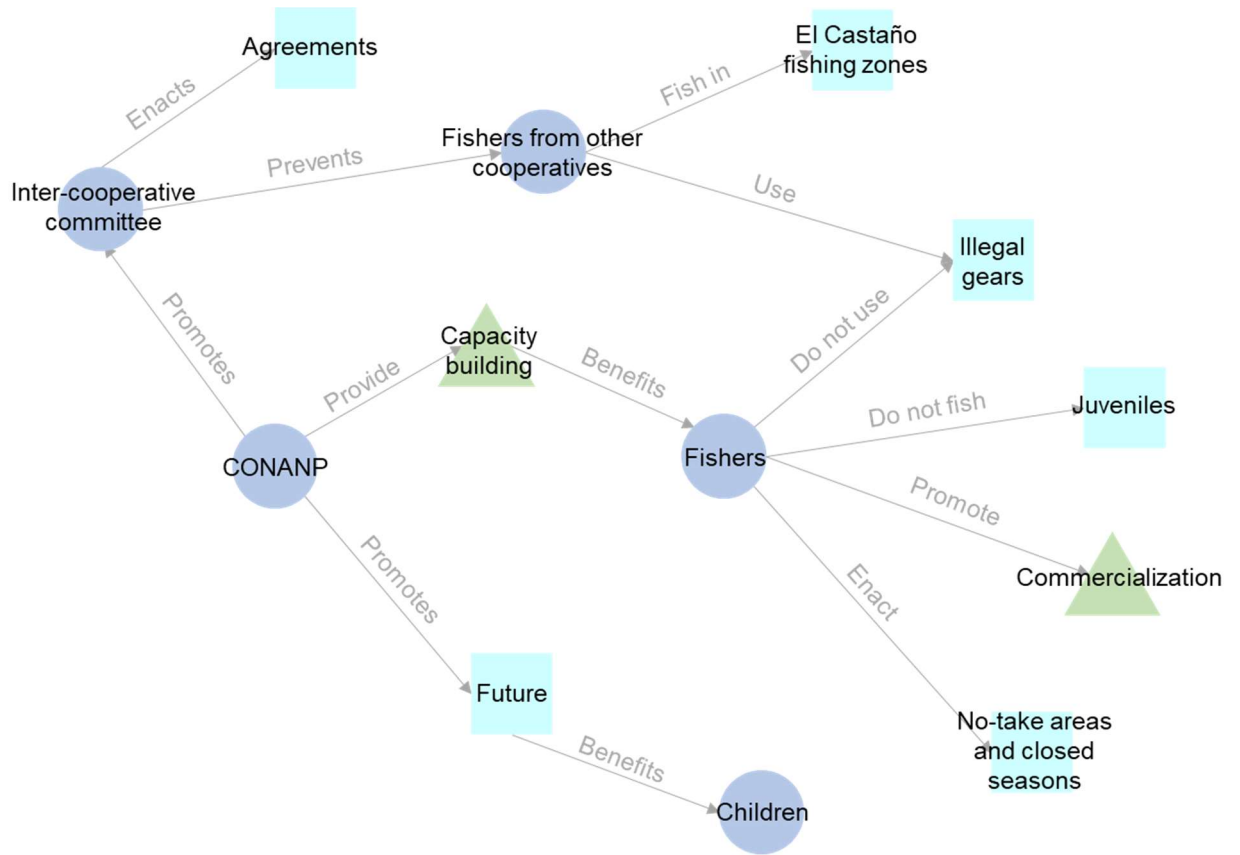 Agreements
El Castaño
fishing zones
Enacts
Fish in
Fishers from other
cooperatives
Prevents
Inter-cooperative
committee
Use
Illegal
gears
Promotes
Capacity
building
Provide
Benefits
Do not use
Do not fish
Juveniles
CONANP
Fishers
Promote
Commercialization
Promotes
Enact
Future
No-take areas
and closed
seasons
Benefits
Children